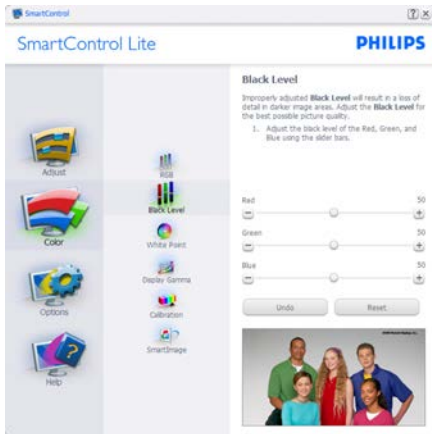 SmartControl
SmartControl Lite
PHILIPS
Adjust
Color
Options
Help
RGB
Black Level
White Point
Display Gamma
Calibration
SmartImage
Black Level
Improperly adjusted Black Level will result in a loss of
detail in darker image areas. Adjust the Black Level for
the best possible picture quality.
1. Adjust the black level of the Red, Green, and
Blue using the slider bars.
Red 50
Green 50
Blue 50
Undo Reset